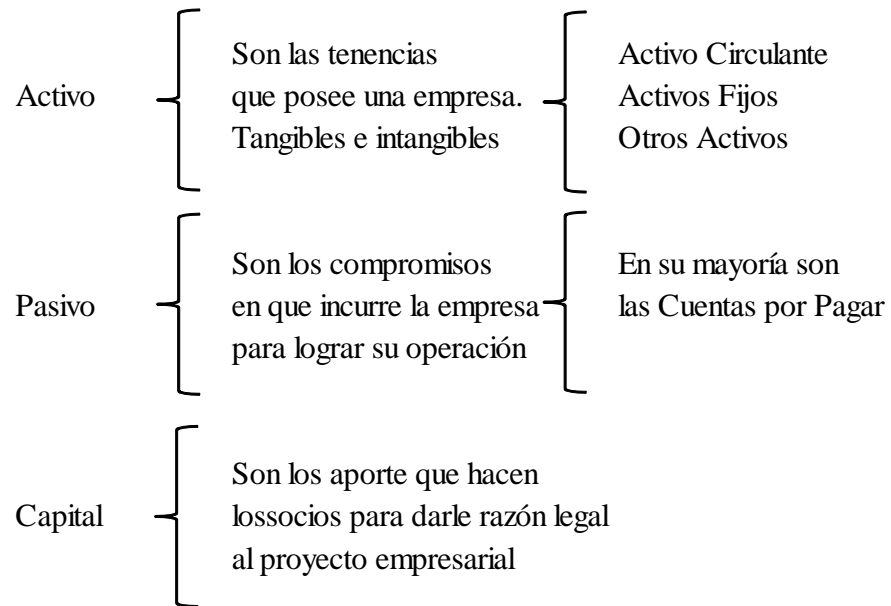 Activo
Son las tenencias
que posee una empresa.
Tangibles e intangibles
Activo Circulante
Activos Fijos
Otros Activos
Pasivo
Son los compromisos
en que incurre la empresa
para lograr su operación
En su mayoría son
las Cuentas por Pagar
Capital
Son los aporte que hacen
lossocios para darle razón legal
al proyecto empresarial